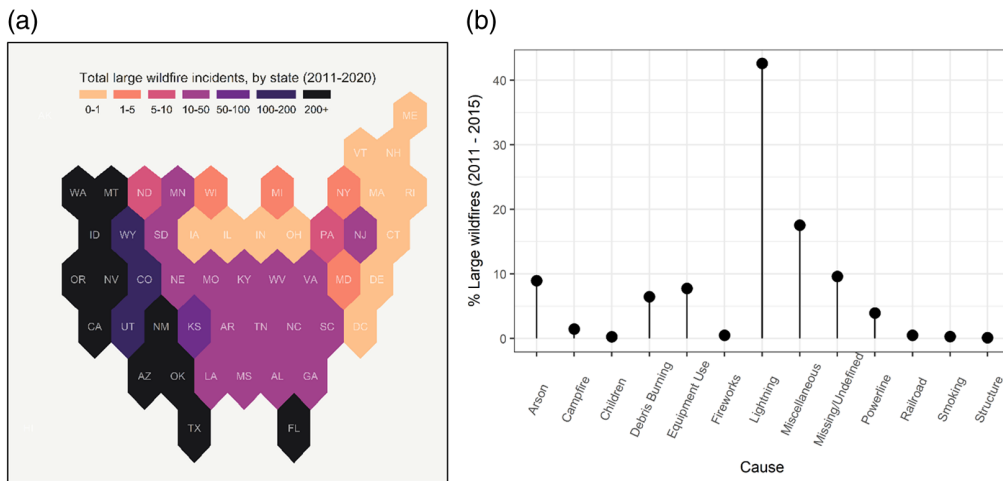 (a)
Total large wildfire incidents, by state (2011-2020)
0-1 1-5 5-10 10-50 50-100 100-200 200+
ME
VT NH
WA MT ND MN WI MI NY MA RI
ID WY SD IA IL IN OH PA NJ CT
OR NV CO NE MO KY WV VA MD DE
CA UT NM KS AR TN NC SC DC
AZ OK LA MS AL GA
TX FL
(b)
% Large wildfires (2011 - 2015)
40
30
20
10
0
Arson
Campfire
Children
Debris Burning
Equipment Use
Fireworks
Lightning
Miscellaneous
Missing/Undefined
Powerline
Railroad
Smoking
Structure
Cause